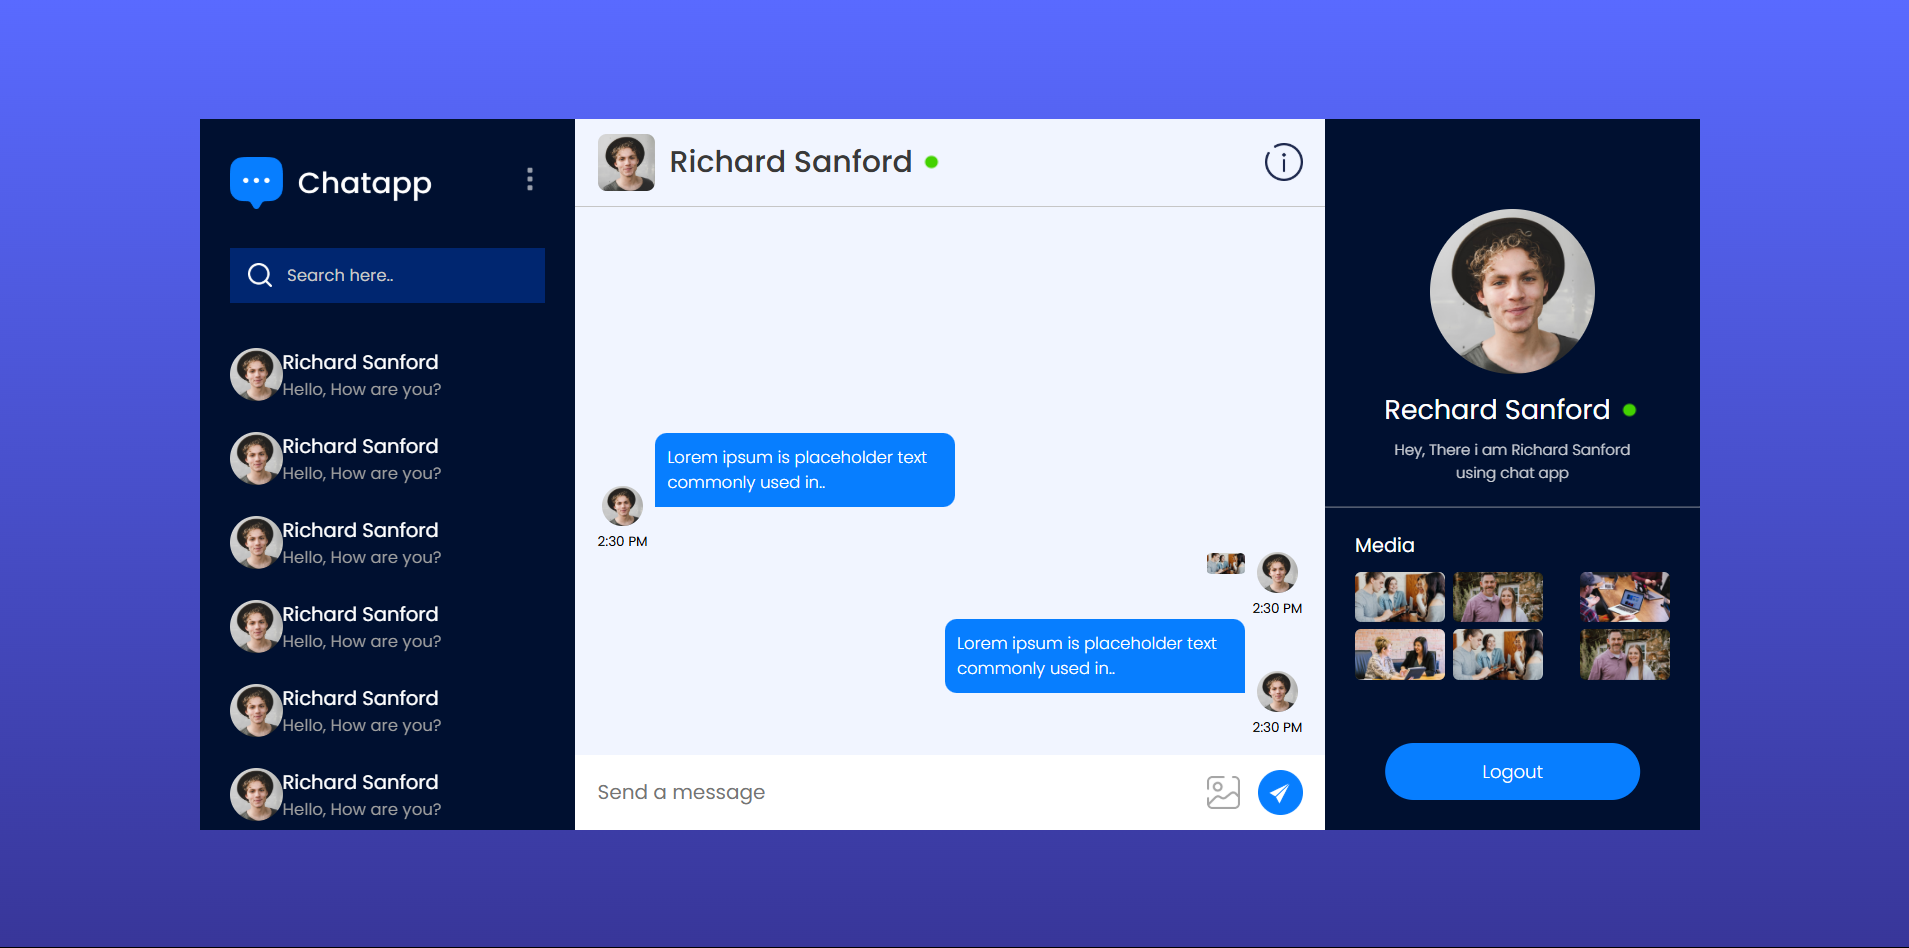 Chatapp
Search here..
Richard Sanford
Hello, How are you?
Richard Sanford
Hello, How are you?
Richard Sanford
Hello, How are you?
Richard Sanford
Hello, How are you?
Richard Sanford
Hello, How are you?
Richard Sanford
Hello, How are you?
Richard Sanford
Lorem ipsum is placeholder text
commonly used in..
2:30 PM
2:30 PM
Lorem ipsum is placeholder text
commonly used in..
2:30 PM
Send a message
Rechard Sanford
Hey, There i am Richard Sanford
using chat app
Media
Logout